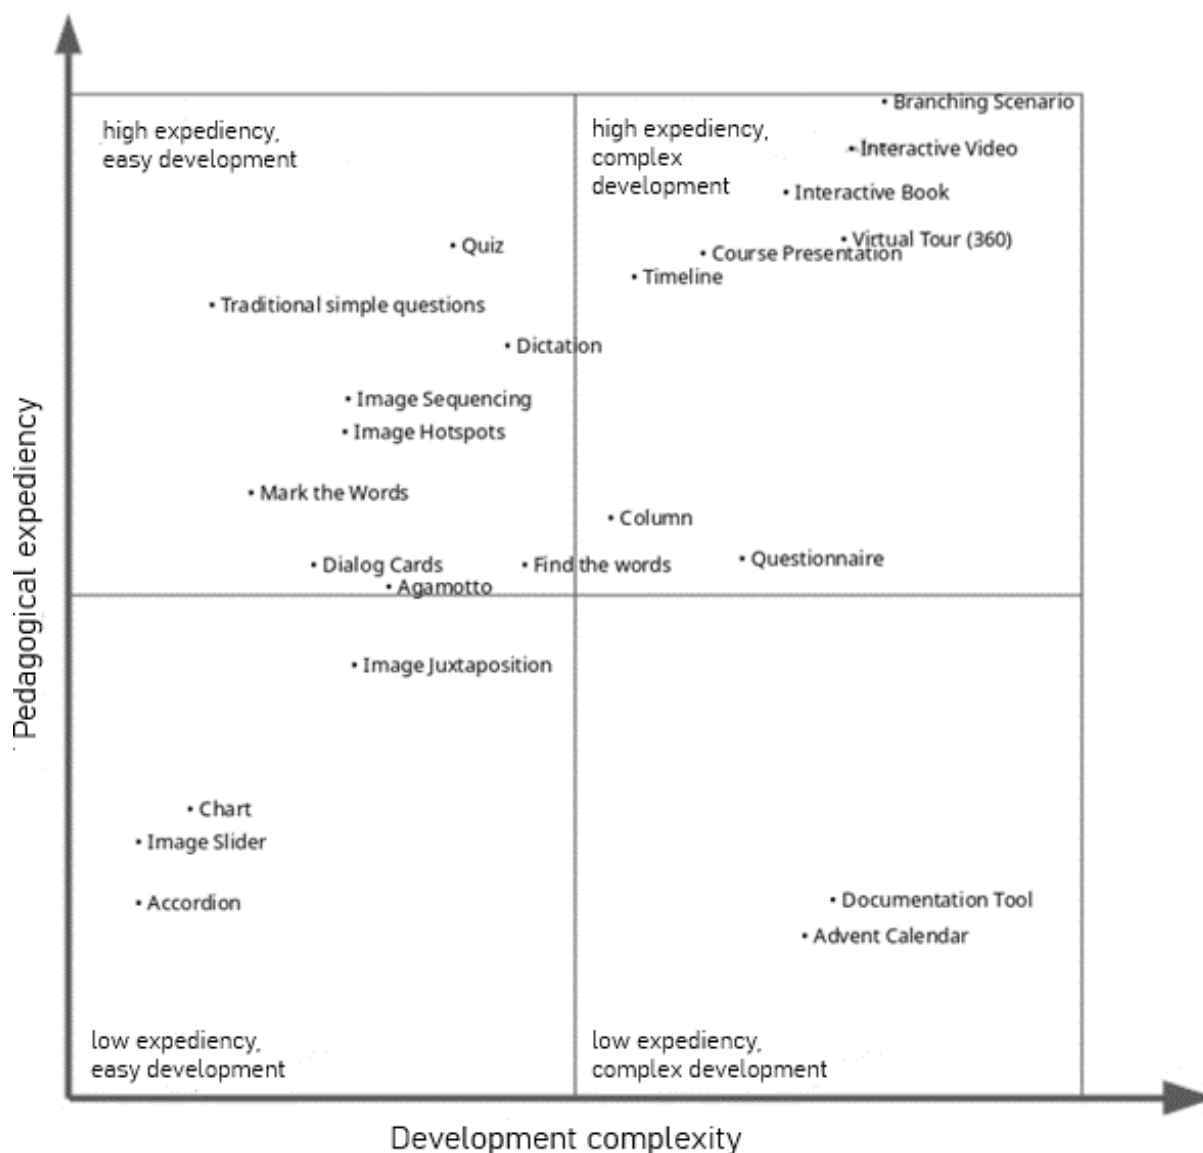 high expediency,
easy development
high expediency,
complex
development
Branching Scenario
Interactive Video
Interactive Book
Virtual Tour (360)
Course Presentation
Timeline
Quiz
Traditional simple questions
Dictation
Image Sequencing
Image Hotspots
Mark the Words
Column
Questionnaire
Dialog Cards
Find the words
Agamotto
Image Juxtaposition
Chart
Image Slider
Accordion
Documentation Tool
Advent Calendar
low expediency,
easy development
low expediency,
complex development
Pedagogical expediency
Development complexity